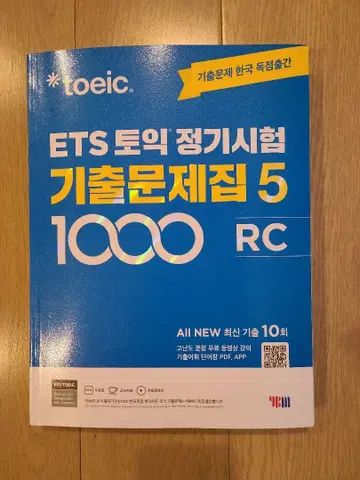 기출문제 한국 독점출간
*toeic®
ETS 토익® 정기시험
기출문제집 5
1000 RC
All NEW 최신 기출 10회
고난도 문항 무료 동영상 강의
기출어휘 단어장 PDF, APP
YBM